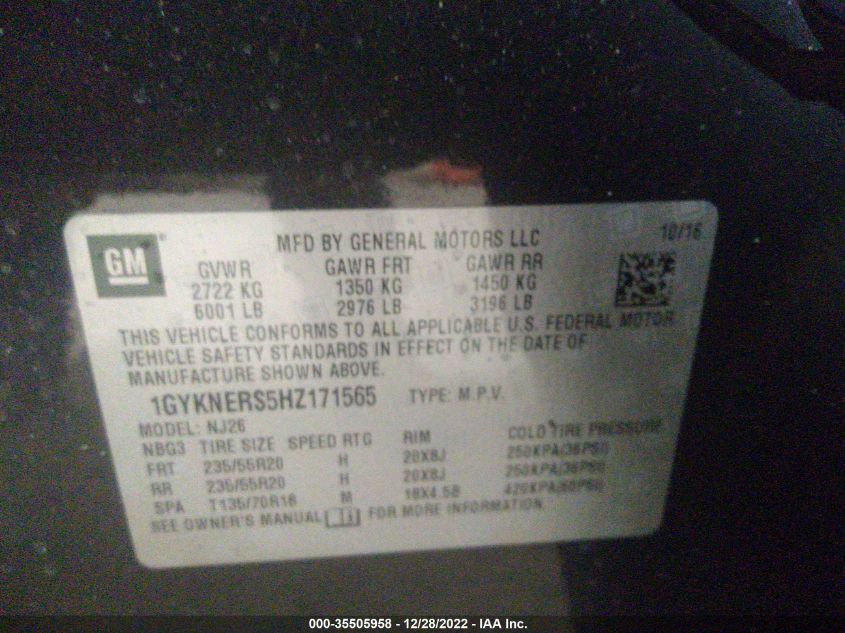 MFD BY GENERAL MOTORS LLC 10/16
GM
GVWR GAWR FRT GAWR RR
2722 KG 1350 KG 1450 KG
6001 LB 2976 LB 3196 LB
THIS VEHICLE CONFORMS TO ALL APPLICABLE U.S. FEDERAL MOTOR
VEHICLE SAFETY STANDARDS IN EFFECT ON THE DATE OF
MANUFACTURE SHOWN ABOVE.
1GYKNERS5HZ171565 TYPE: M.P.V.
MODEL: NJ26
NBG3 TIRE SIZE SPEED RTG RIM COLD TIRE PRESSURE
FRT 235/55R20 H 20X8J 250KPA(36PSI)
RR 235/55R20 H 20X8J 250KPA(36PSI)
SPA T135/70R18 M 18X4.5B 420KPA(60PSI)
SEE OWNER'S MANUAL FOR MORE INFORMATION
000-35505958 - 12/28/2022 - IAA Inc.